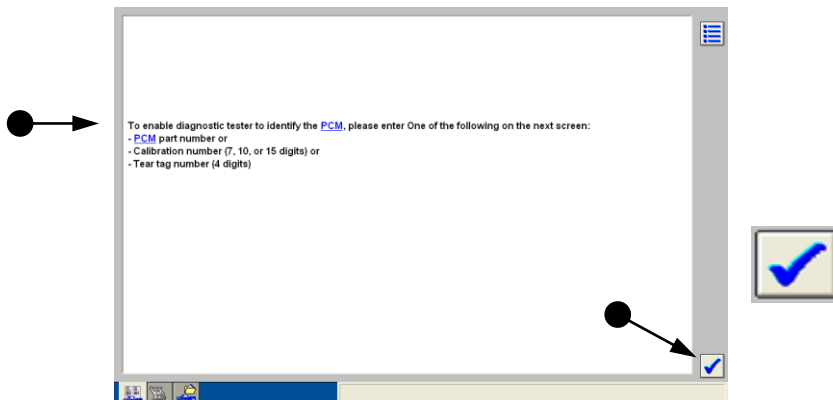 To enable diagnostic tester to identify the PCM, please enter One of the following on the next screen:
- PCM part number or
- Calibration number (7, 10, or 15 digits) or
- Tear tag number (4 digits)